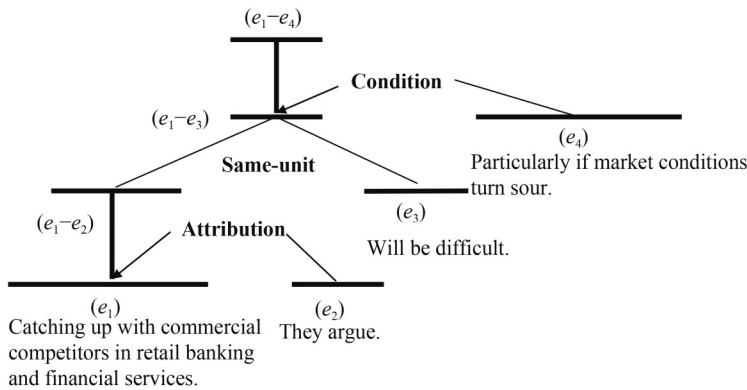 (e1−e4)
Condition
(e1−e3)
(e4)
Particularly if market conditions
turn sour.
Same-unit
(e1−e2)
(e3)
Attribution
Will be difficult.
(e1)
(e2)
Catching up with commercial
competitors in retail banking
and financial services.
They argue.